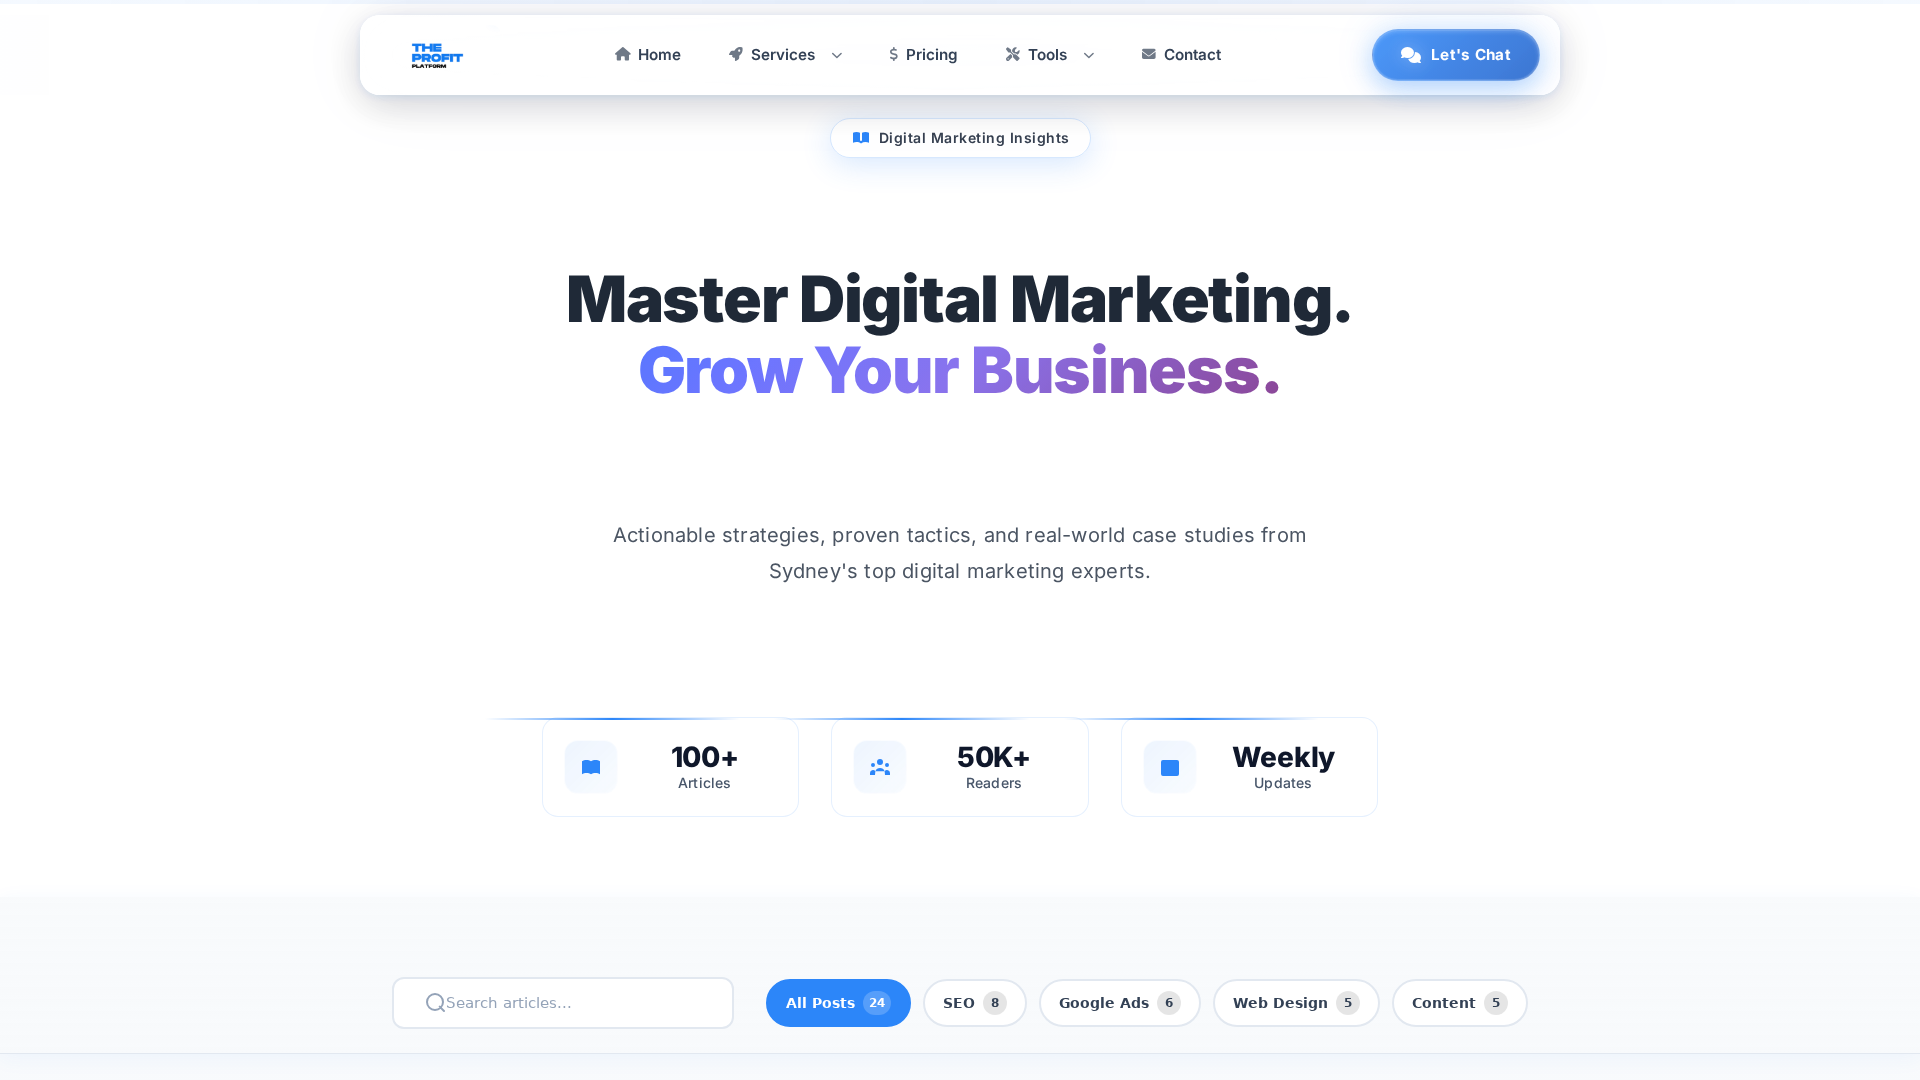 THE
PROFIT
PLATFORM
Home
Services
Pricing
Tools
Contact
Let's Chat
Digital Marketing Insights
Master Digital Marketing.
Grow Your Business.
Actionable strategies, proven tactics, and real-world case studies from
Sydney's top digital marketing experts.
100+
Articles
50K+
Readers
Weekly
Updates
Search articles...
All Posts 24
SEO 8
Google Ads 6
Web Design 5
Content 5